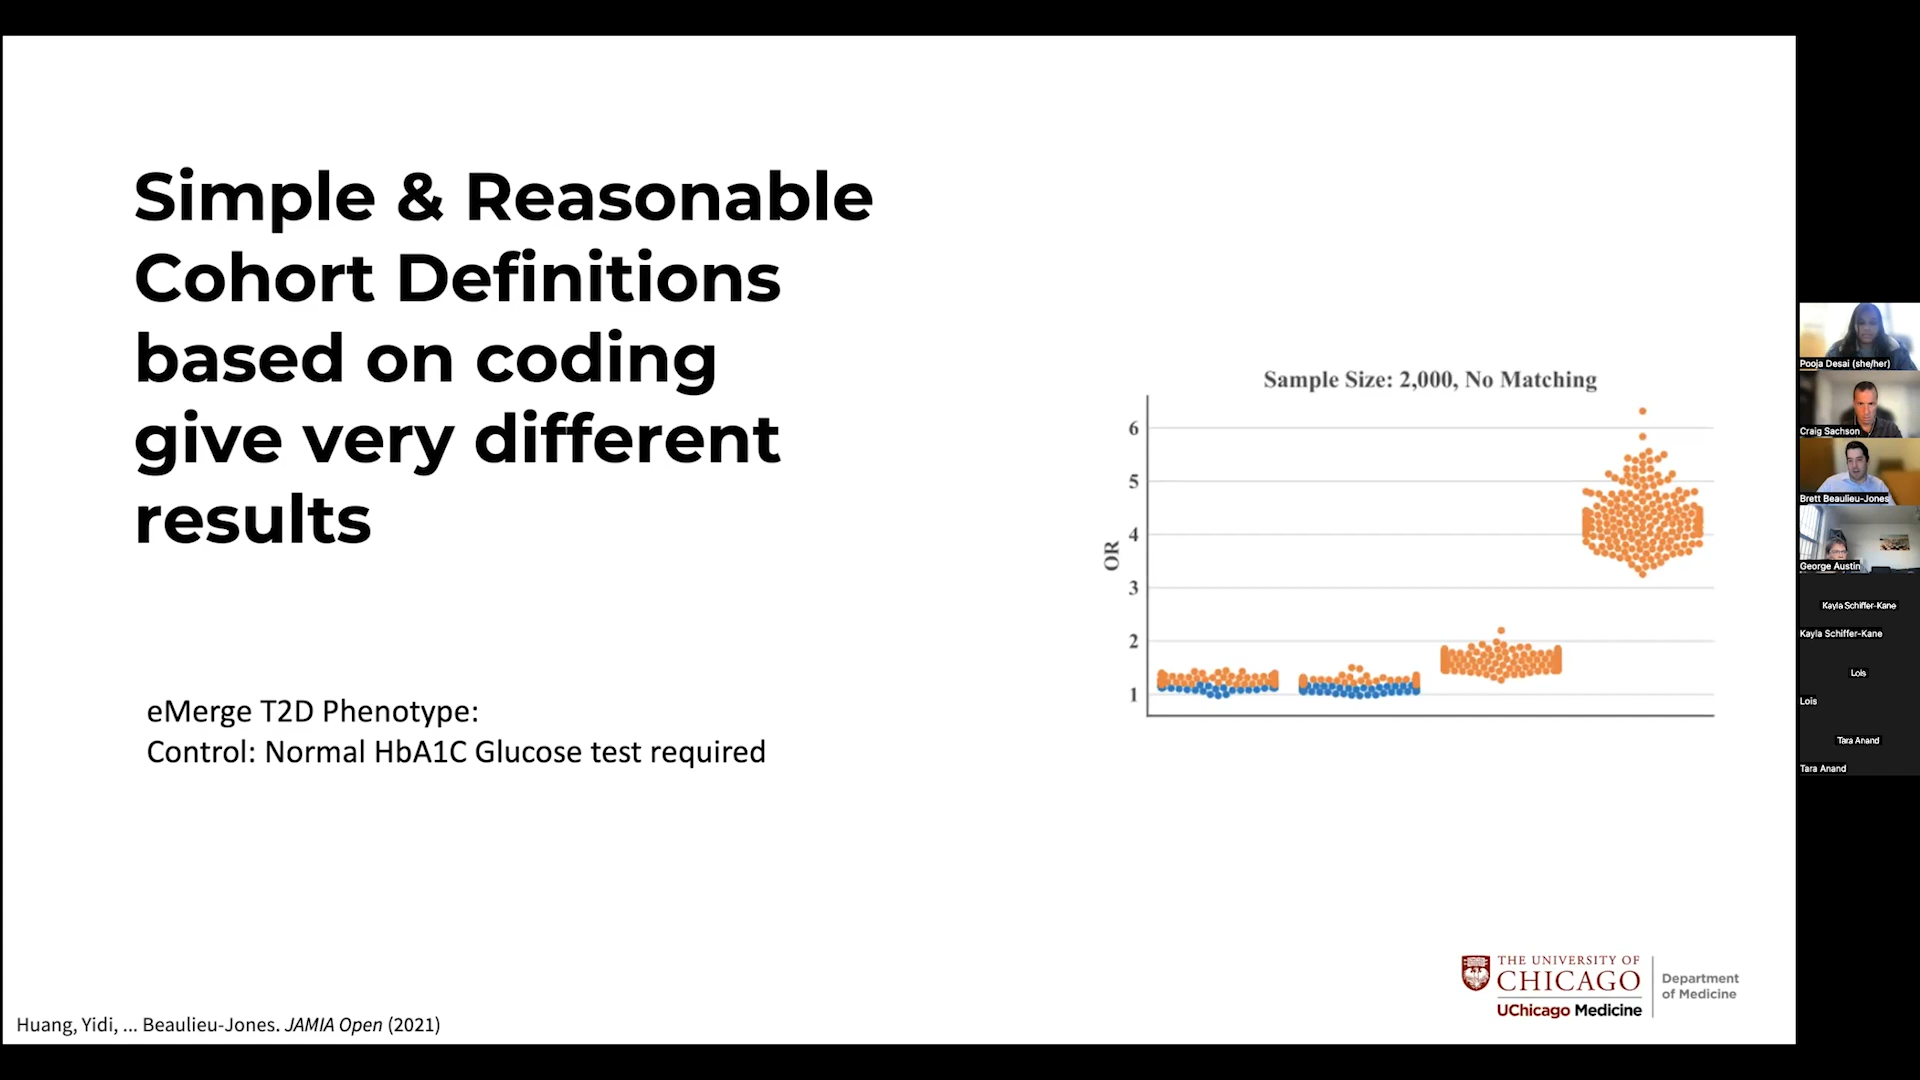 Simple & Reasonable
Cohort Definitions
based on coding
give very different
results
eMerge T2D Phenotype:
Control: Normal HbA1C Glucose test required
Sample Size: 2,000, No Matching
OR
6
5
4
3
2
1
Huang, Yidi, ... Beaulieu-Jones. JAMIA Open (2021)
THE UNIVERSITY OF
CHICAGO
UChicago Medicine
Department
of Medicine
Pooja Desai (she/her)
Craig Sachson
Brett Beaulieu-Jones
George Austin
Kayla Schiffer-Kane
Kayla Schiffer-Kane
Lois
Lois
Tara Anand
Tara Anand